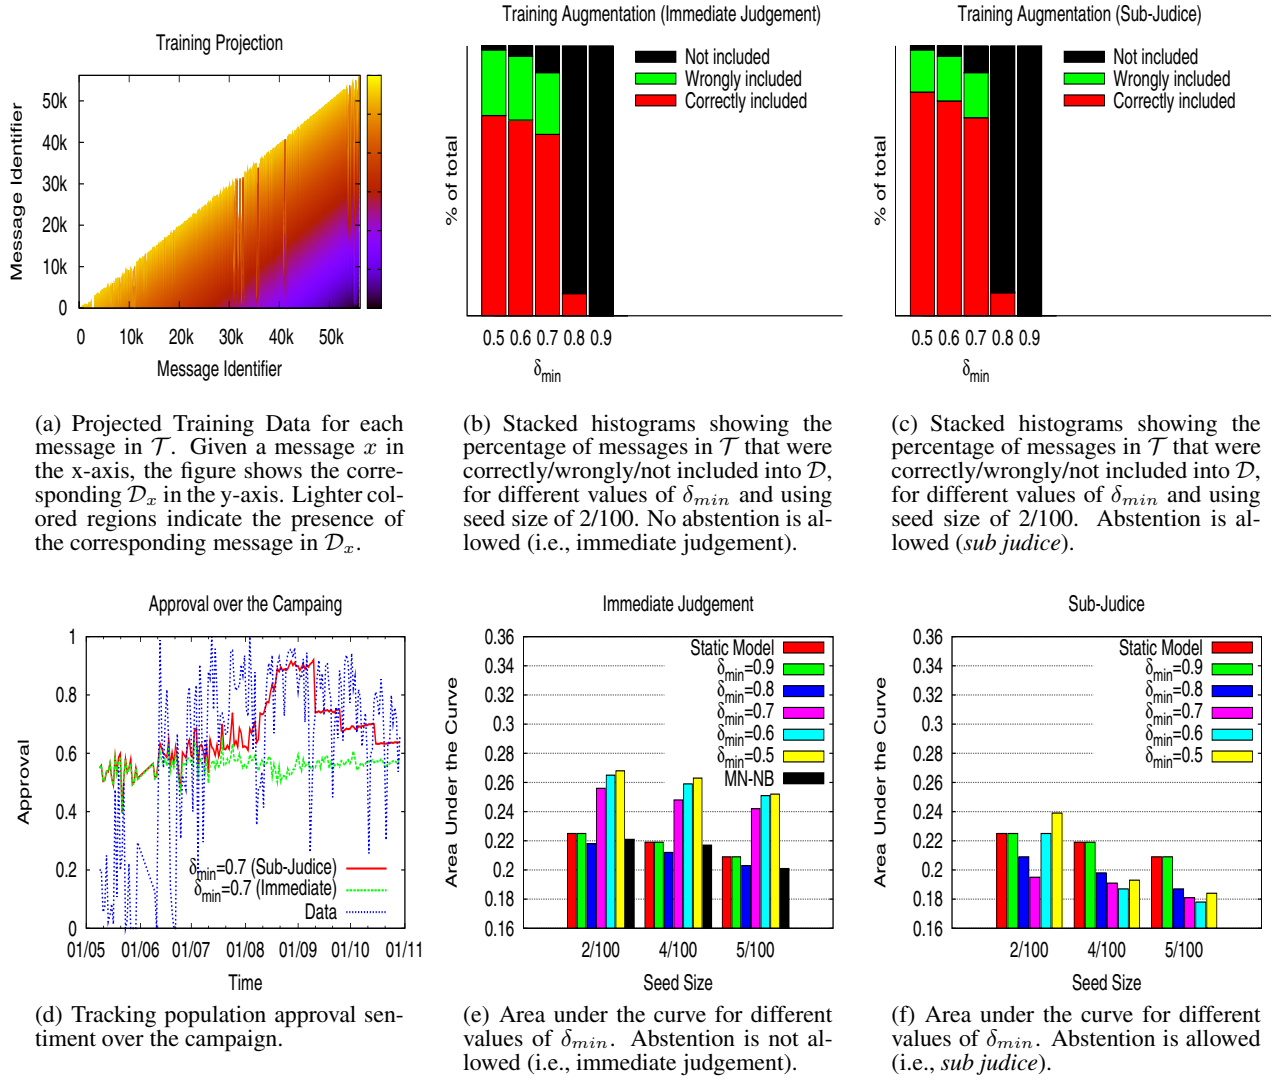 Training Projection
Message Identifier
50k
40k
30k
20k
10k
0
0 10k 20k 30k 40k 50k
Message Identifier
(a) Projected Training Data for each
message in 𝒯. Given a message x in
the x-axis, the figure shows the corre-
sponding 𝒟x in the y-axis. Lighter col-
ored regions indicate the presence of
the corresponding message in 𝒟x.
Training Augmentation (Immediate Judgement)
Not included
Wrongly included
Correctly included
% of total
0.5 0.6 0.7 0.8 0.9
δmin
(b) Stacked histograms showing the
percentage of messages in 𝒯 that were
correctly/wrongly/not included into 𝒟,
for different values of δmin and using
seed size of 2/100. No abstention is al-
lowed (i.e., immediate judgement).
Training Augmentation (Sub-Judice)
Not included
Wrongly included
Correctly included
% of total
0.5 0.6 0.7 0.8 0.9
δmin
(c) Stacked histograms showing the
percentage of messages in 𝒯 that were
correctly/wrongly/not included into 𝒟,
for different values of δmin and using
seed size of 2/100. Abstention is al-
lowed (sub judice).
Approval over the Campaing
Approval
1
0.8
0.6
0.4
0.2
0
δmin=0.7 (Sub-Judice)
δmin=0.7 (Immediate)
Data
01/05 01/06 01/07 01/08 01/09 01/10 01/11
Time
(d) Tracking population approval sen-
timent over the campaign.
Immediate Judgement
Area Under the Curve
0.36
0.34
0.32
0.3
0.28
0.26
0.24
0.22
0.2
0.18
0.16
Static Model
δmin=0.9
δmin=0.8
δmin=0.7
δmin=0.6
δmin=0.5
MN-NB
2/100 4/100 5/100
Seed Size
(e) Area under the curve for different
values of δmin. Abstention is not al-
lowed (i.e., immediate judgement).
Sub-Judice
Area Under the Curve
0.36
0.34
0.32
0.3
0.28
0.26
0.24
0.22
0.2
0.18
0.16
Static Model
δmin=0.9
δmin=0.8
δmin=0.7
δmin=0.6
δmin=0.5
2/100 4/100 5/100
Seed Size
(f) Area under the curve for different
values of δmin. Abstention is allowed
(i.e., sub judice).